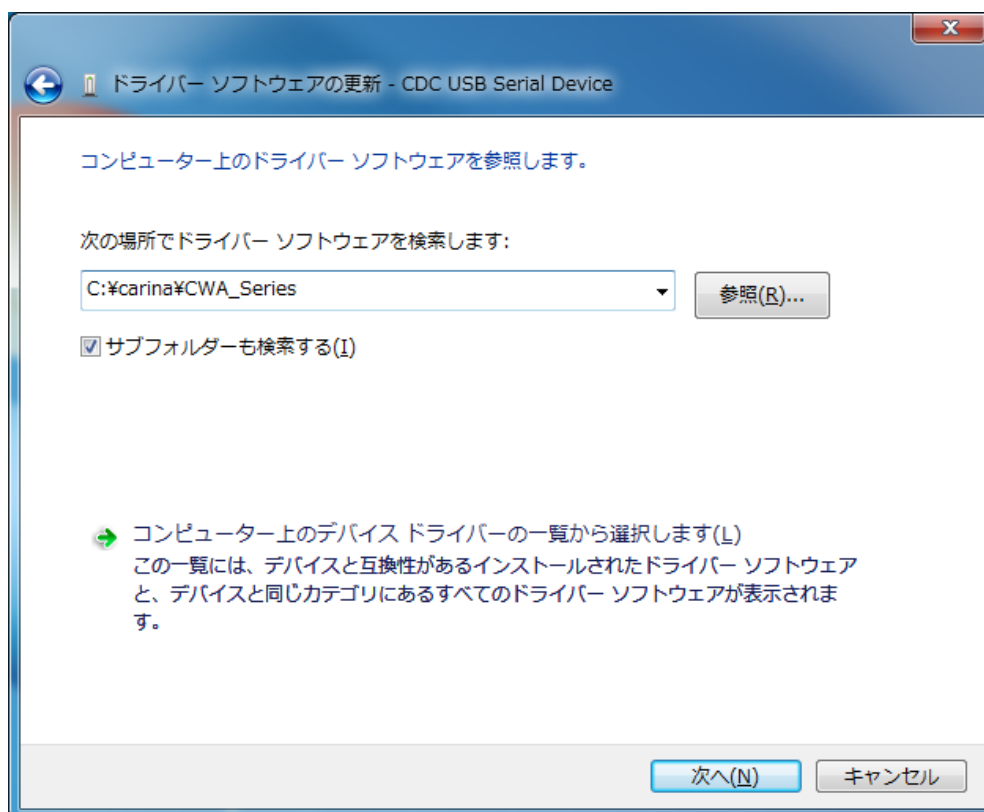 ドライバー ソフトウェアの更新 - CDC USB Serial Device
コンピューター上のドライバー ソフトウェアを参照します。
次の場所でドライバー ソフトウェアを検索します:
C:¥carina¥CWA_Series
参照(R)...
サブフォルダーも検索する(I)
コンピューター上のデバイス ドライバーの一覧から選択します(L)
この一覧には、デバイスと互換性があるインストールされたドライバー ソフトウェア
と、デバイスと同じカテゴリにあるすべてのドライバー ソフトウェアが表示されま
す。
次へ(N)
キャンセル